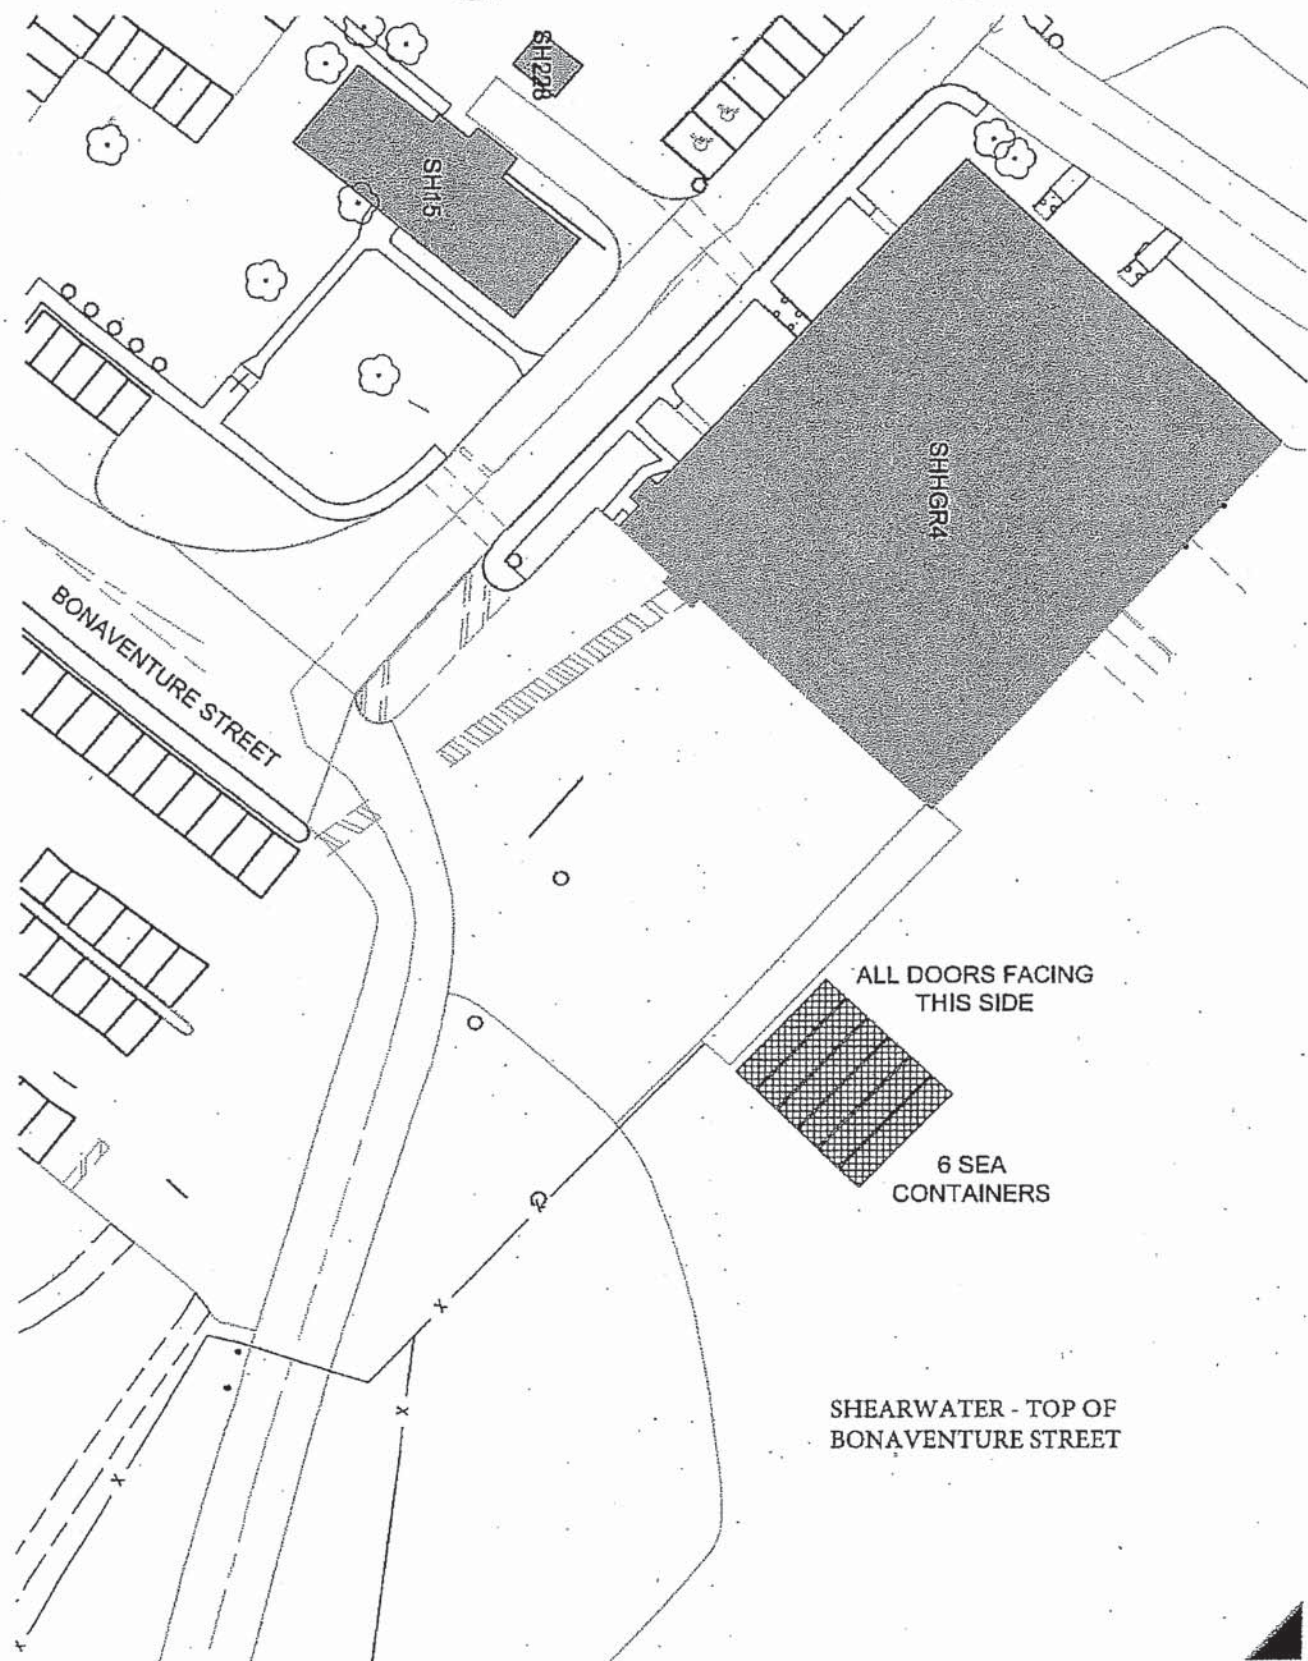 SH228
SH15
SHHGR4
BONAVENTURE STREET
ALL DOORS FACING
THIS SIDE
6 SEA
CONTAINERS
SHEARWATER - TOP OF
BONAVENTURE STREET